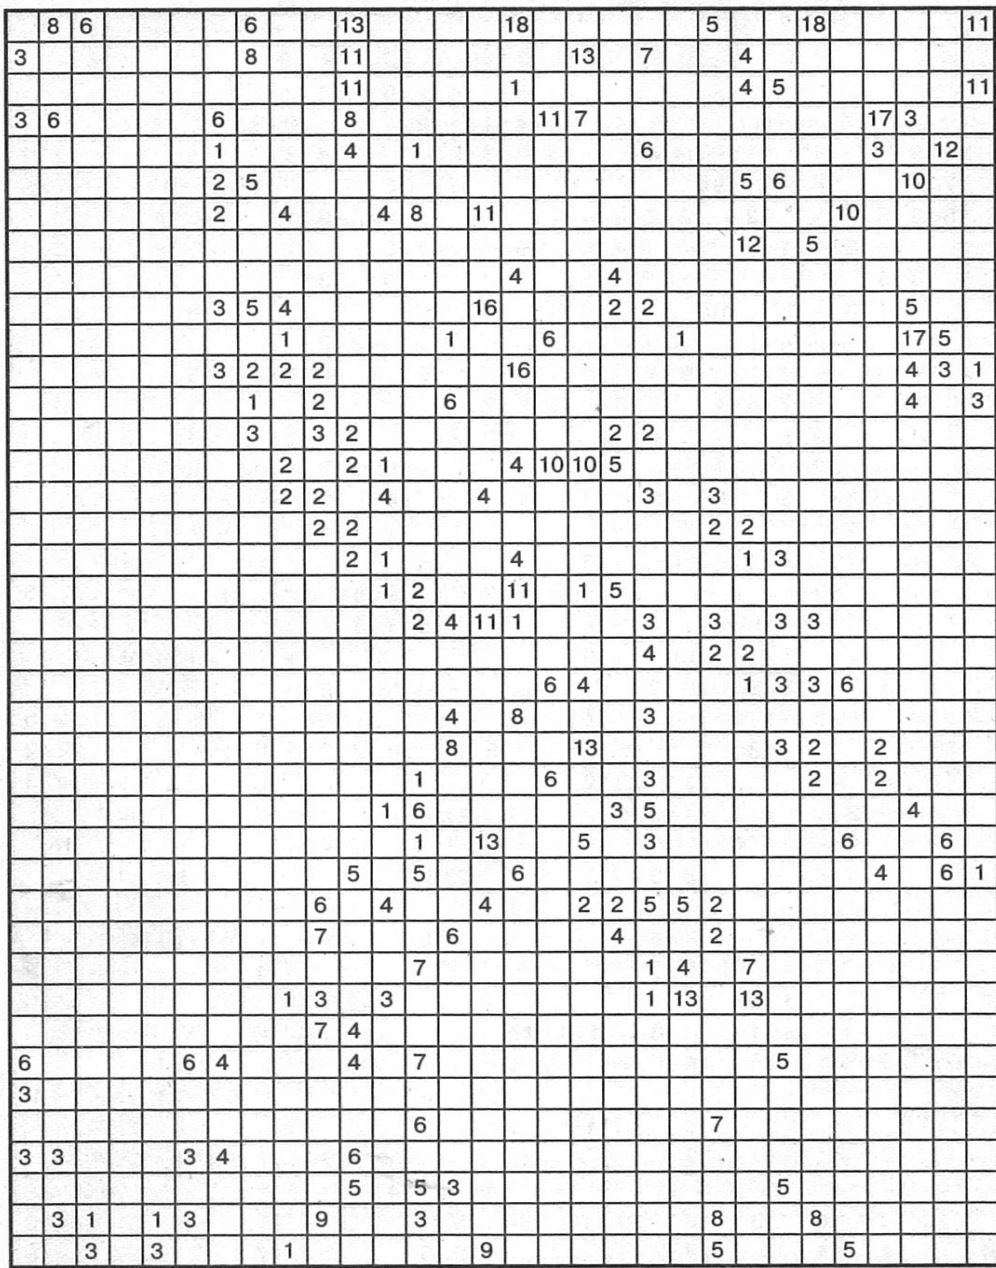 8 6 6 13 18 5 18 11
3 8 11 13 7 4
11 1 4 5 11
3 6 6 8 11 7 17 3
1 4 1 6 3 12
2 5 5 6 10
2 4 4 8 11 10
12 5
4 4
3 5 4 16 2 2 5
1 1 6 1 17 5
3 2 2 2 16 4 3 1
1 2 6 4 3
3 3 2 2 2
2 2 1 4 10 10 5
2 2 4 4 3 3
2 2 2 2
2 1 4 1 3
1 2 11 1 5
2 4 11 1 3 3 3 3
4 2 2
6 4 1 3 3 6
4 8 3
8 13 3 2 2
1 6 3 2 2
1 6 3 5 4
1 13 5 3 6 6
5 5 6 4 6 1
6 4 4 2 2 5 5 2
7 6 4 2
7 1 4 7
1 3 3 1 13 13
7 4
6 6 4 4 7 5
3
6 7
3 3 3 4 6
5 5 3 5
3 1 1 3 9 3 8 8
3 3 1 9 5 5